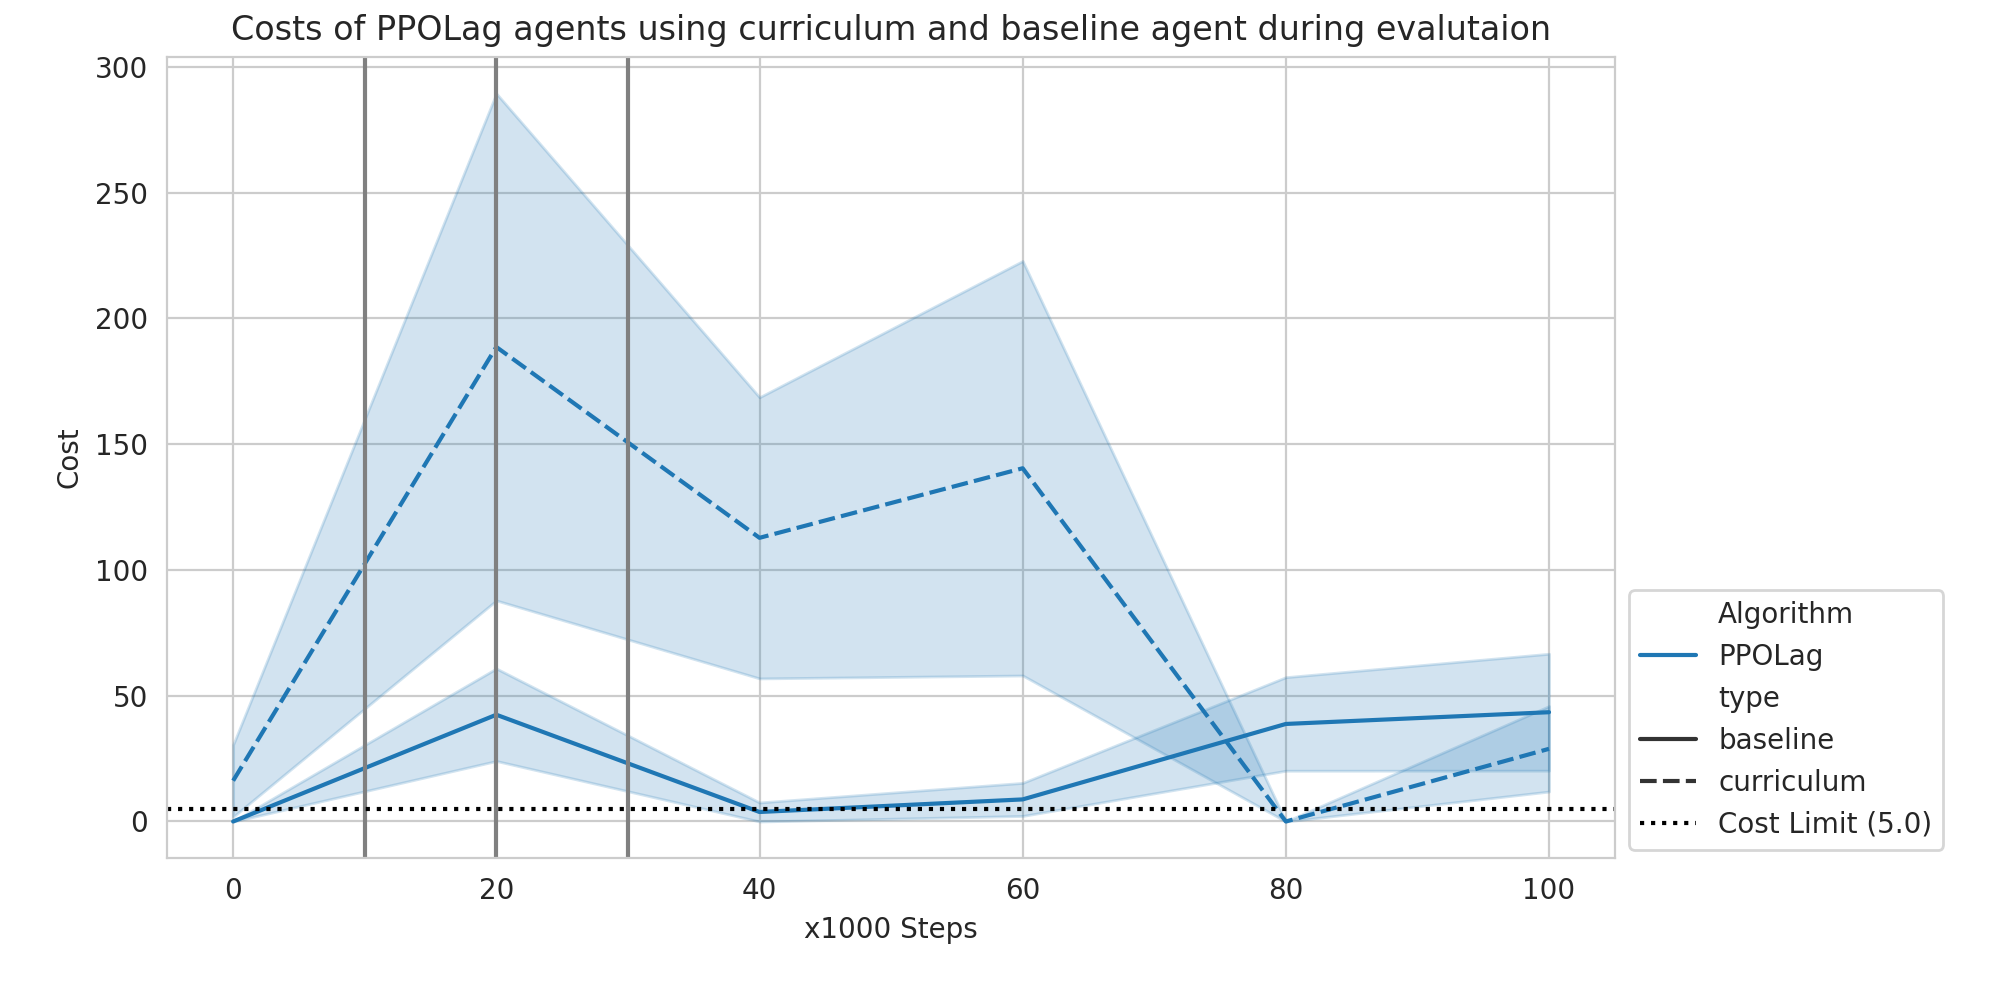 Costs of PPOLag agents using curriculum and baseline agent during evalutaion
300
250
200
150
100
50
0
Cost
0 20 40 60 80 100
x1000 Steps
Algorithm
PPOLag
type
baseline
curriculum
Cost Limit (5.0)